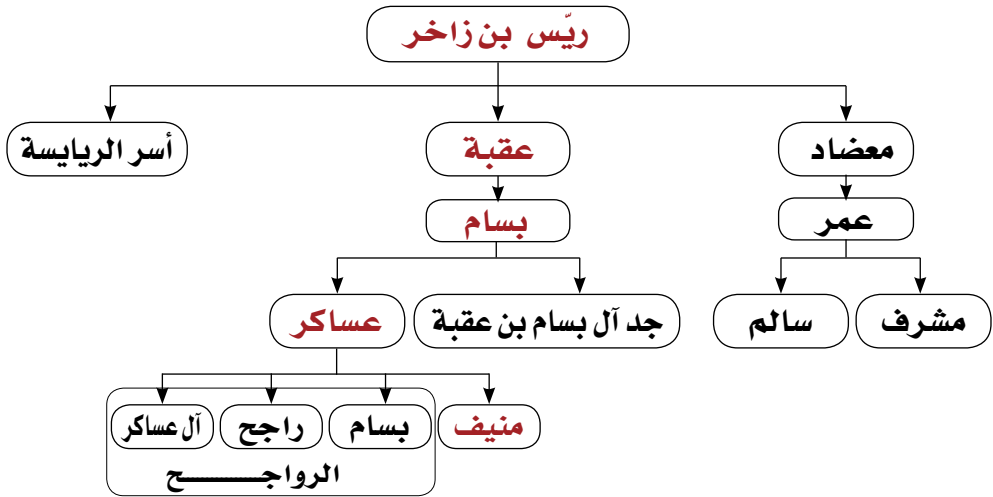 ريّس بن زاخر
معضاد
عقبة
أسر الريايسة
عمر
بسام
مشرف
سالم
جد آل بسام بن عقبة
عساكر
منيف
بسام
راجح
آل عساكر
الرواجـــــــح